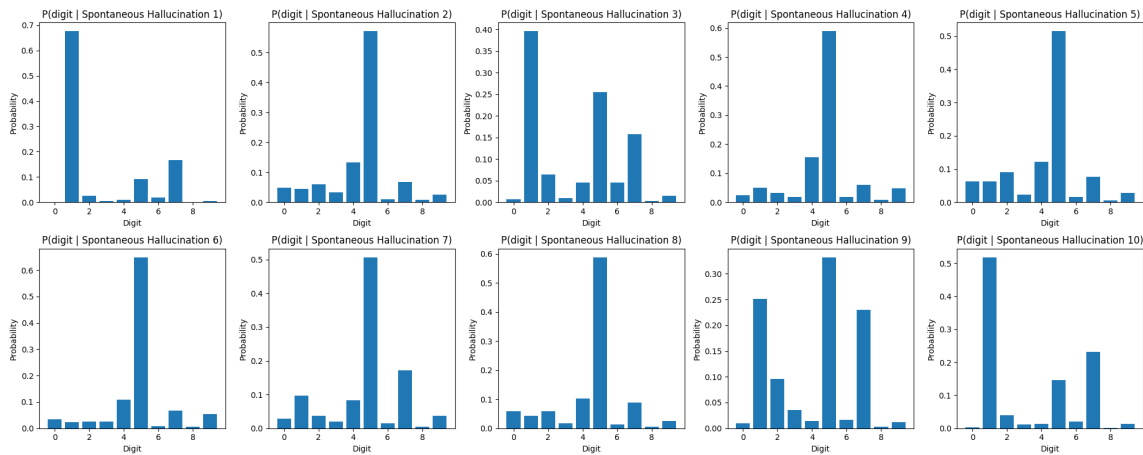 P(digit | Spontaneous Hallucination 1)
0.7
0.6
0.5
0.4
0.3
0.2
0.1
0.0
Probability
0 2 4 6 8
Digit
P(digit | Spontaneous Hallucination 2)
0.5
0.4
0.3
0.2
0.1
0.0
Probability
0 2 4 6 8
Digit
P(digit | Spontaneous Hallucination 3)
0.40
0.35
0.30
0.25
0.20
0.15
0.10
0.05
0.00
Probability
0 2 4 6 8
Digit
P(digit | Spontaneous Hallucination 4)
0.6
0.5
0.4
0.3
0.2
0.1
0.0
Probability
0 2 4 6 8
Digit
P(digit | Spontaneous Hallucination 5)
0.5
0.4
0.3
0.2
0.1
0.0
Probability
0 2 4 6 8
Digit
P(digit | Spontaneous Hallucination 6)
0.6
0.5
0.4
0.3
0.2
0.1
0.0
Probability
0 2 4 6 8
Digit
P(digit | Spontaneous Hallucination 7)
0.5
0.4
0.3
0.2
0.1
0.0
Probability
0 2 4 6 8
Digit
P(digit | Spontaneous Hallucination 8)
0.6
0.5
0.4
0.3
0.2
0.1
0.0
Probability
0 2 4 6 8
Digit
P(digit | Spontaneous Hallucination 9)
0.30
0.25
0.20
0.15
0.10
0.05
0.00
Probability
0 2 4 6 8
Digit
P(digit | Spontaneous Hallucination 10)
0.5
0.4
0.3
0.2
0.1
0.0
Probability
0 2 4 6 8
Digit